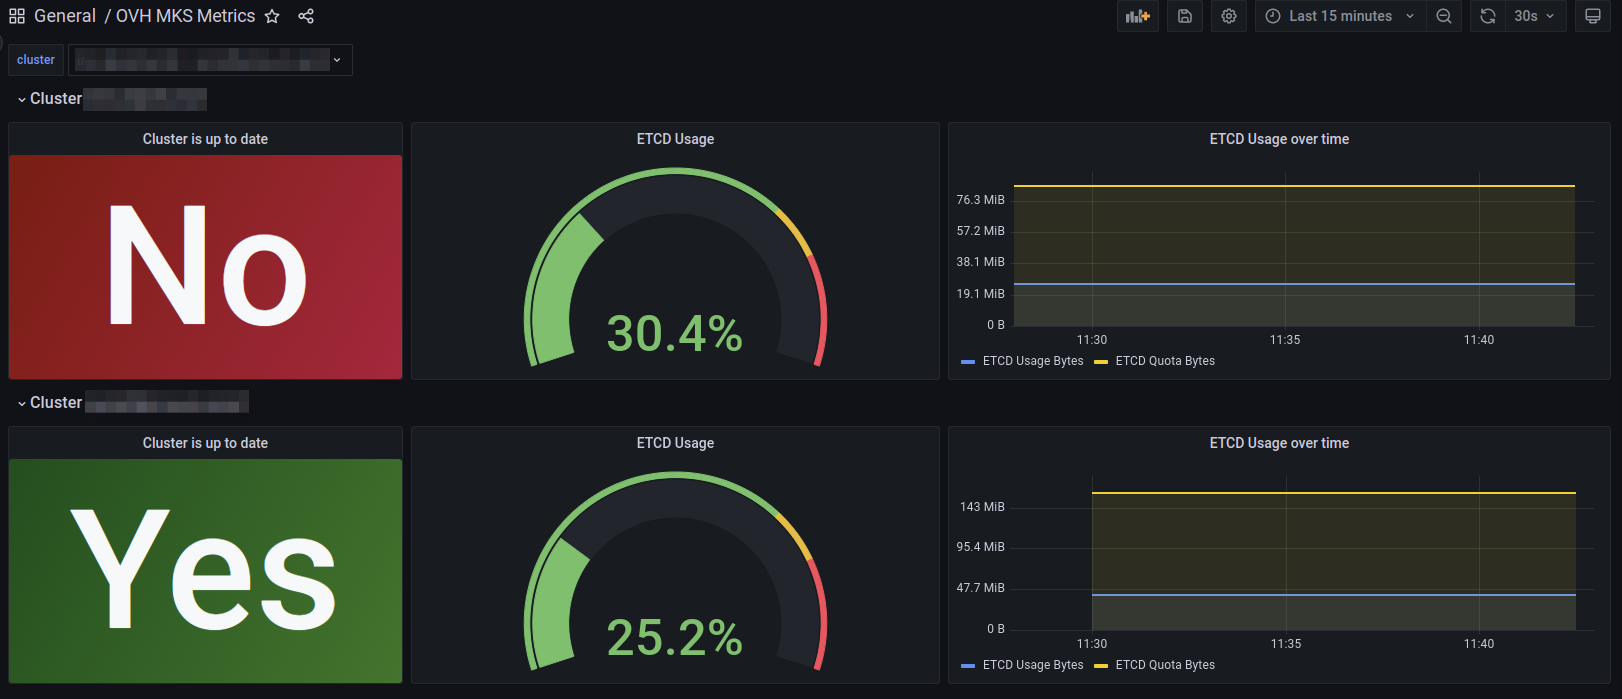 General / OVH MKS Metrics
Last 15 minutes
30s
cluster
Cluster
Cluster is up to date
No
ETCD Usage
30.4%
ETCD Usage over time
76.3 MiB
57.2 MiB
38.1 MiB
19.1 MiB
0 B
11:30 11:35 11:40
ETCD Usage Bytes ETCD Quota Bytes
Cluster
Cluster is up to date
Yes
ETCD Usage
25.2%
ETCD Usage over time
143 MiB
95.4 MiB
47.7 MiB
0 B
11:30 11:35 11:40
ETCD Usage Bytes ETCD Quota Bytes